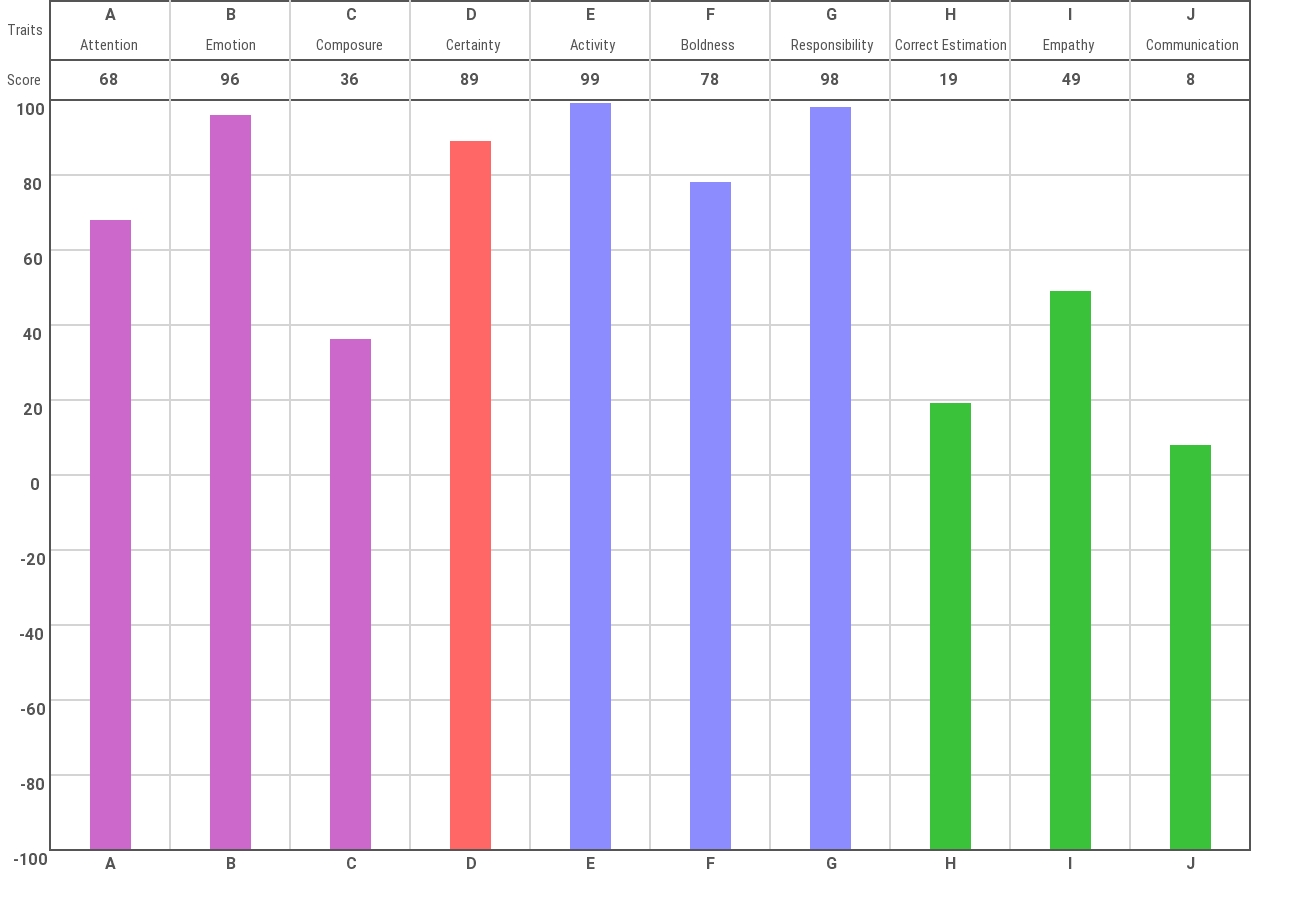 A B C D E F G H I J
Traits
Attention Emotion Composure Certainty Activity Boldness Responsibility Correct Estimation Empathy Communication
Score 68 96 36 89 99 78 98 19 49 8
100
80
60
40
20
0
-20
-40
-60
-80
-100
A B C D E F G H I J